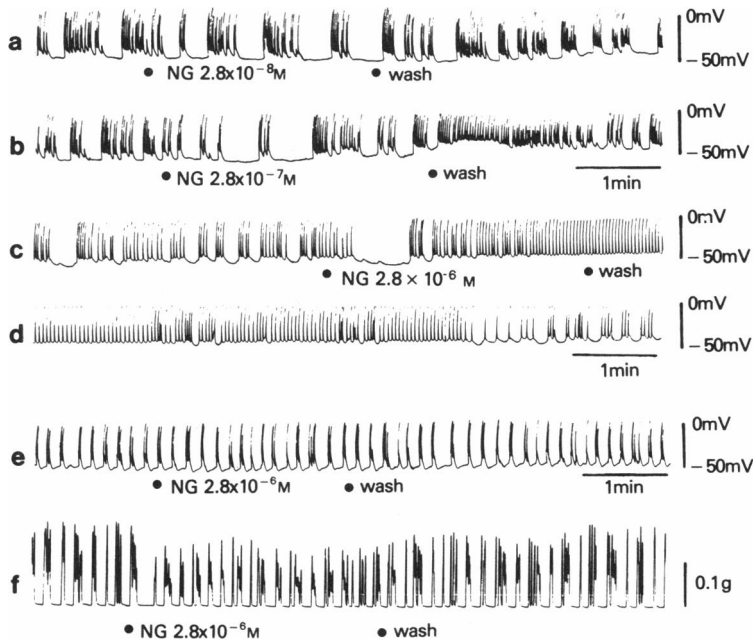 a
0mV
-50mV
● NG 2.8x10⁻⁸M ● wash
b
0mV
-50mV
● NG 2.8x10⁻⁷M ● wash
1min
c
0mV
-50mV
● NG 2.8 × 10⁻⁶ M ● wash
d
0mV
-50mV
1min
e
0mV
-50mV
● NG 2.8x10⁻⁶M ● wash
1min
f
0.1g
● NG 2.8x10⁻⁶M ● wash